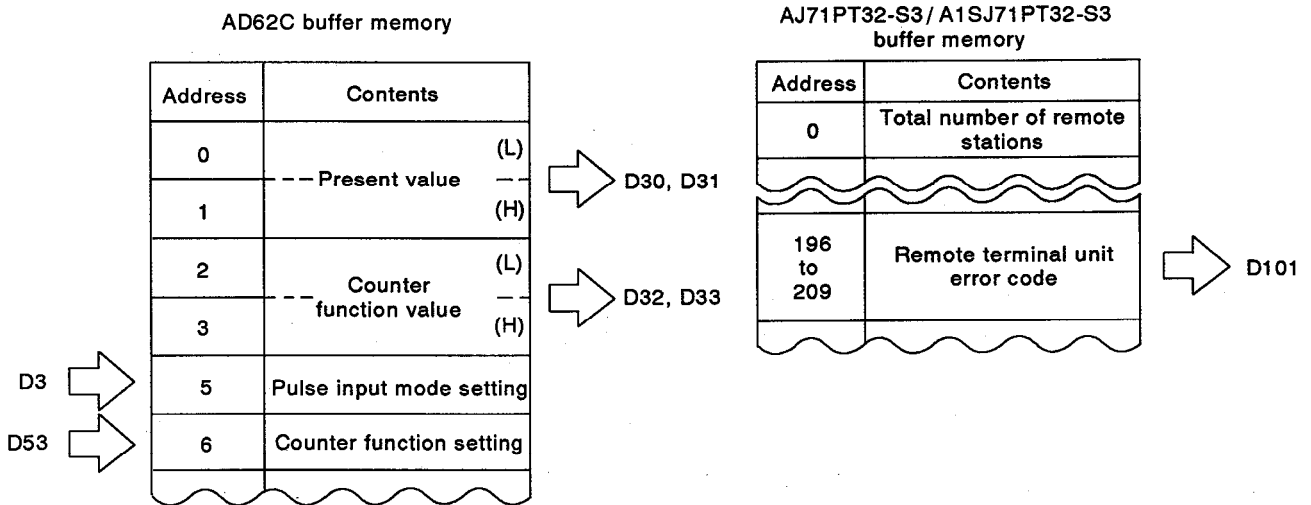 AD62C buffer memory
Address Contents
0 (L)
Present value
1 (H)
D30, D31
2 (L)
Counter
function value
3 (H)
D32, D33
D3 5 Pulse input mode setting
D53 6 Counter function setting
AJ71PT32-S3/ A1SJ71PT32-S3
buffer memory
Address Contents
0 Total number of remote
stations
196
to
209
Remote terminal unit
error code
D101